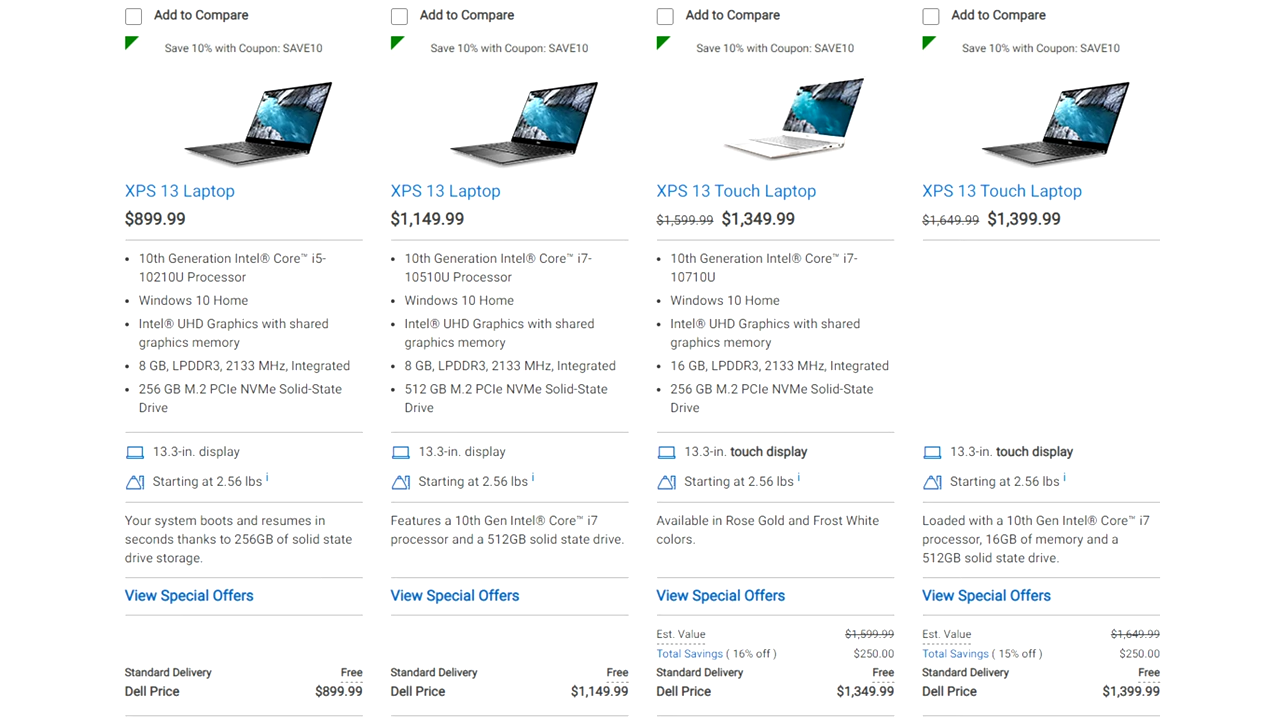 Add to Compare
Save 10% with Coupon: SAVE10
XPS 13 Laptop
$899.99
10th Generation Intel® Core™ i5-
10210U Processor
Windows 10 Home
Intel® UHD Graphics with shared
graphics memory
8 GB, LPDDR3, 2133 MHz, Integrated
256 GB M.2 PCIe NVMe Solid-State
Drive
13.3-in. display
Starting at 2.56 lbs i
Your system boots and resumes in
seconds thanks to 256GB of solid state
drive storage.
View Special Offers
Standard Delivery Free
Dell Price $899.99
Add to Compare
Save 10% with Coupon: SAVE10
XPS 13 Laptop
$1,149.99
10th Generation Intel® Core™ i7-
10510U Processor
Windows 10 Home
Intel® UHD Graphics with shared
graphics memory
8 GB, LPDDR3, 2133 MHz, Integrated
512 GB M.2 PCIe NVMe Solid-State
Drive
13.3-in. display
Starting at 2.56 lbs i
Features a 10th Gen Intel® Core™ i7
processor and a 512GB solid state drive.
View Special Offers
Standard Delivery Free
Dell Price $1,149.99
Add to Compare
Save 10% with Coupon: SAVE10
XPS 13 Touch Laptop
$1,599.99 $1,349.99
10th Generation Intel® Core™ i7-
10710U
Windows 10 Home
Intel® UHD Graphics with shared
graphics memory
16 GB, LPDDR3, 2133 MHz, Integrated
256 GB M.2 PCIe NVMe Solid-State
Drive
13.3-in. touch display
Starting at 2.56 lbs i
Available in Rose Gold and Frost White
colors.
View Special Offers
Est. Value $1,599.99
Total Savings ( 16% off ) $250.00
Standard Delivery Free
Dell Price $1,349.99
Add to Compare
Save 10% with Coupon: SAVE10
XPS 13 Touch Laptop
$1,649.99 $1,399.99
13.3-in. touch display
Starting at 2.56 lbs i
Loaded with a 10th Gen Intel® Core™ i7
processor, 16GB of memory and a
512GB solid state drive.
View Special Offers
Est. Value $1,649.99
Total Savings ( 15% off ) $250.00
Standard Delivery Free
Dell Price $1,399.99